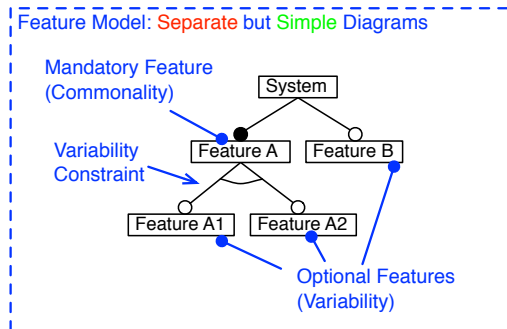 Feature Model: Separate but Simple Diagrams
Mandatory Feature
(Commonality)
System
Variability
Constraint
Feature A
Feature B
Feature A1
Feature A2
Optional Features
(Variability)